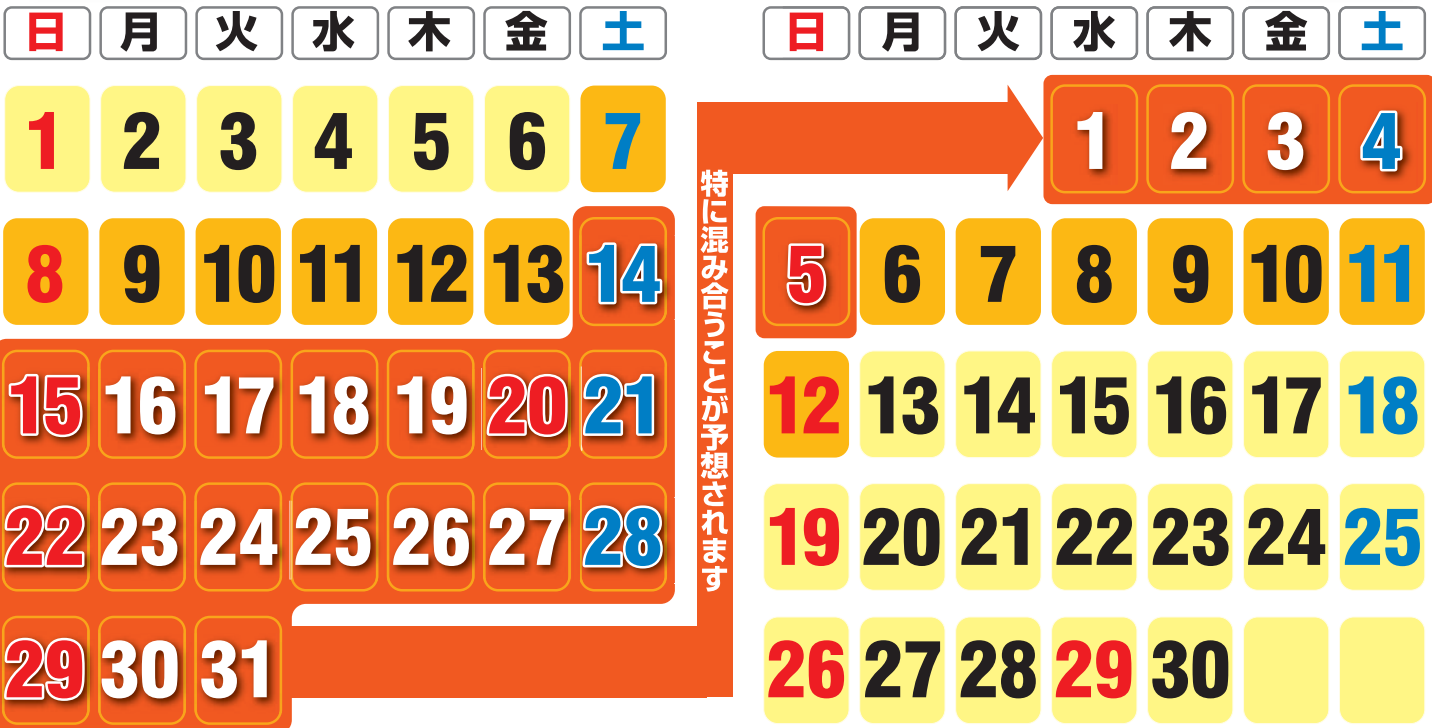 日 月 火 水 木 金 土
1 2 3 4 5 6 7
8 9 10 11 12 13 14
15 16 17 18 19 20 21
22 23 24 25 26 27 28
29 30 31
特に混み合うことが予想されます
日 月 火 水 木 金 土
1 2 3 4
5 6 7 8 9 10 11
12 13 14 15 16 17 18
19 20 21 22 23 24 25
26 27 28 29 30